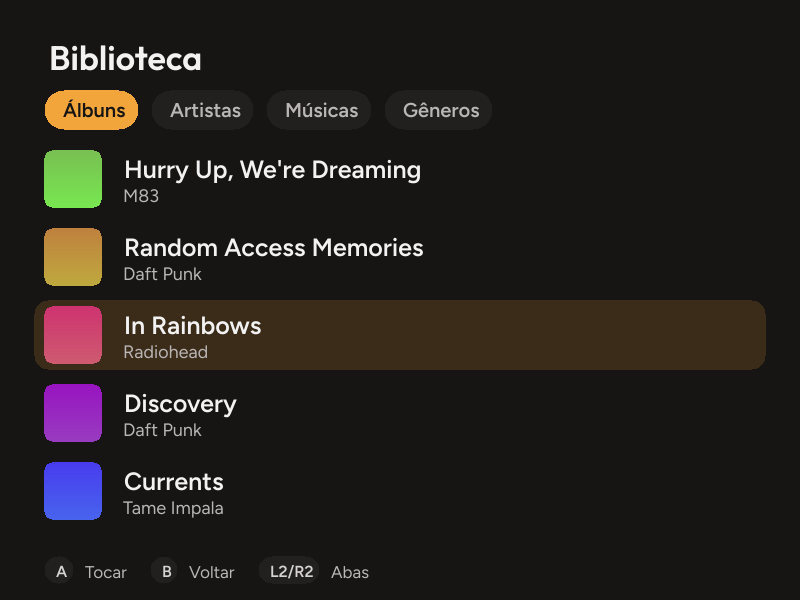 Biblioteca
Álbuns Artistas Músicas Gêneros
Hurry Up, We're Dreaming
M83
Random Access Memories
Daft Punk
In Rainbows
Radiohead
Discovery
Daft Punk
Currents
Tame Impala
A Tocar B Voltar L2/R2 Abas